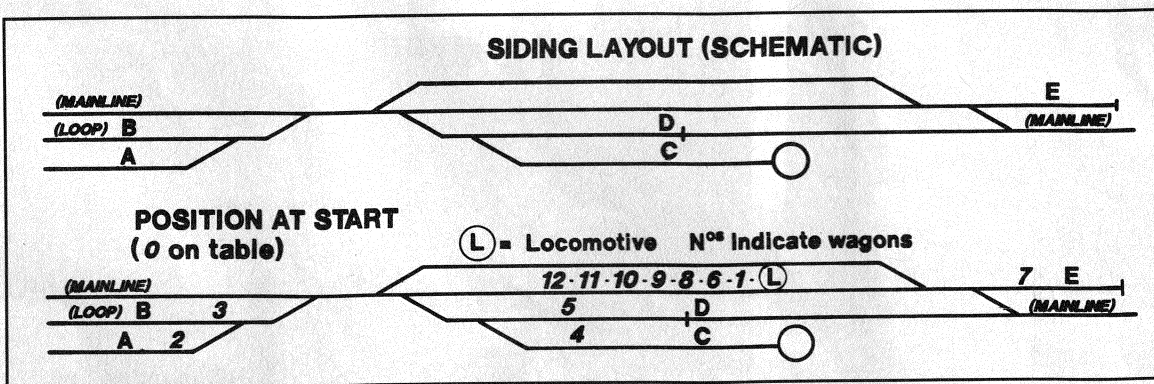 SIDING LAYOUT (SCHEMATIC)
(MAINLINE)
E
(LOOP) B
D
(MAINLINE)
A
C
POSITION AT START
(0 on table)
L = Locomotive Nos Indicate wagons
(MAINLINE)
12·11·10·9·8·6·1·L
7 E
(LOOP) B 3
5 D
(MAINLINE)
A 2
4 C